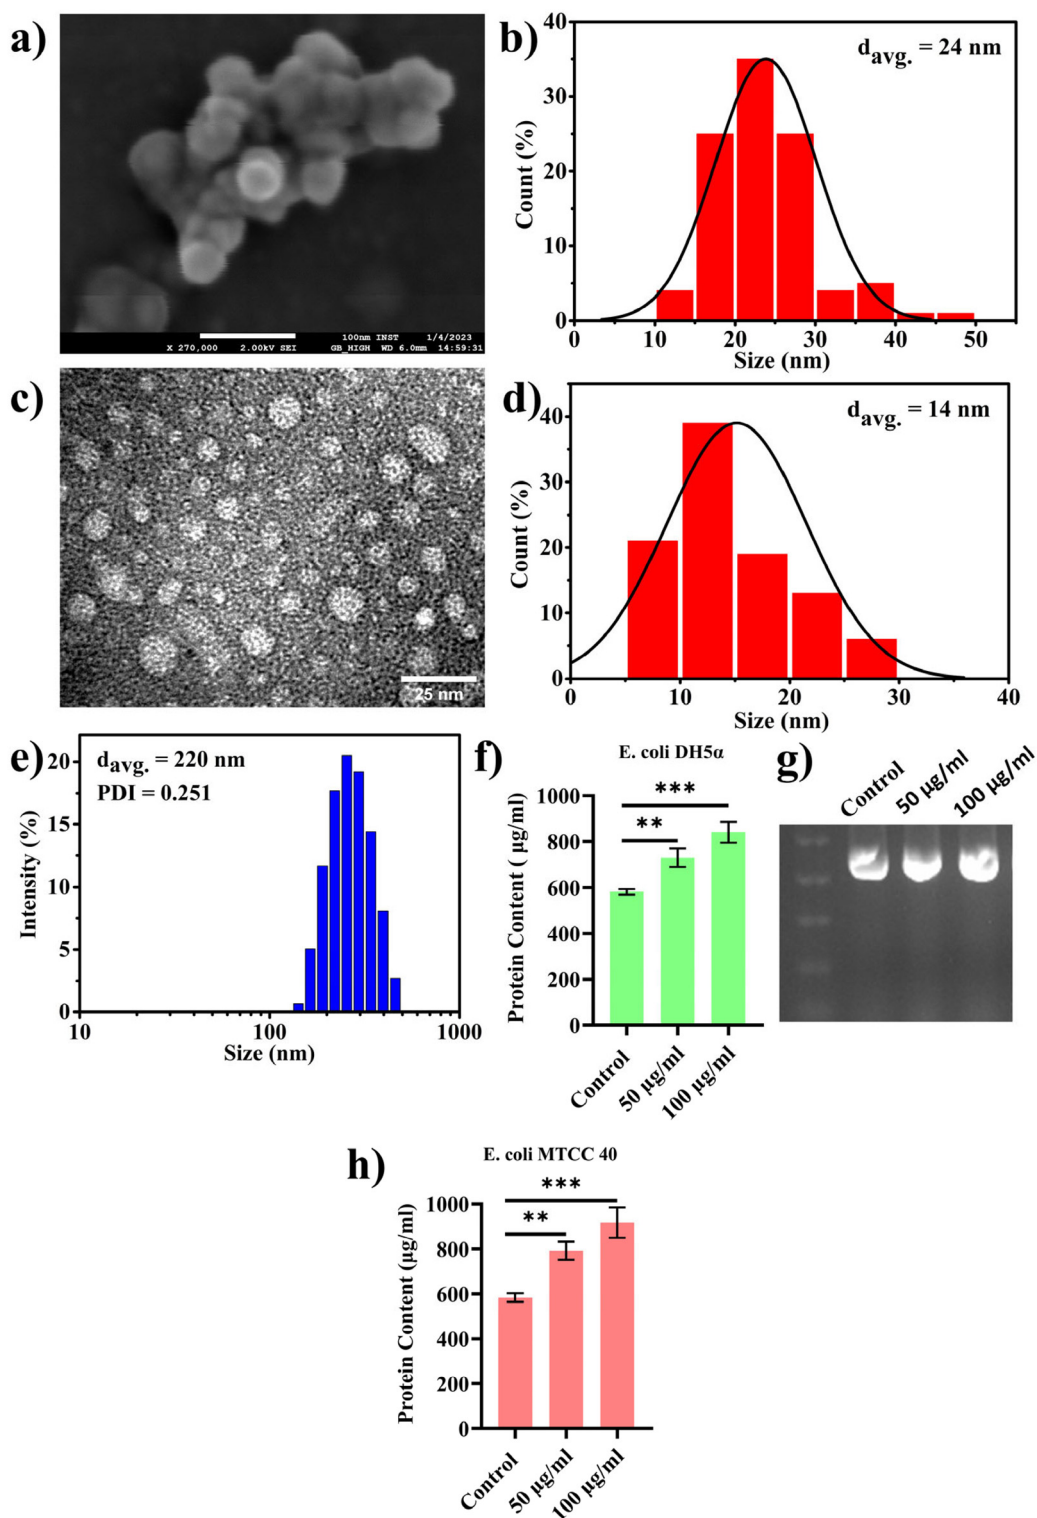 a)
100nm INST 1/4/2023
X 270,000 2.00kV SEI GB_HIGH WD 6.0mm 14:59:31
b)
d_avg. = 24 nm
Count (%)
40
30
20
10
0
0 10 20 30 40 50
Size (nm)
c)
25 nm
d)
d_avg. = 14 nm
Count (%)
40
30
20
10
0
0 10 20 30 40
Size (nm)
e)
d_avg. = 220 nm
PDI = 0.251
Intensity (%)
20
15
10
5
0
10 100 1000
Size (nm)
f)
E. coli DH5α
*** 
**
Protein Content ( µg/ml)
1000
800
600
400
200
0
Control
50 µg/ml
100 µg/ml
g)
Control
50 µg/ml
100 µg/ml
h)
E. coli MTCC 40
***
**
Protein Content (µg/ml)
1000
800
600
400
200
0
Control
50 µg/ml
100 µg/ml